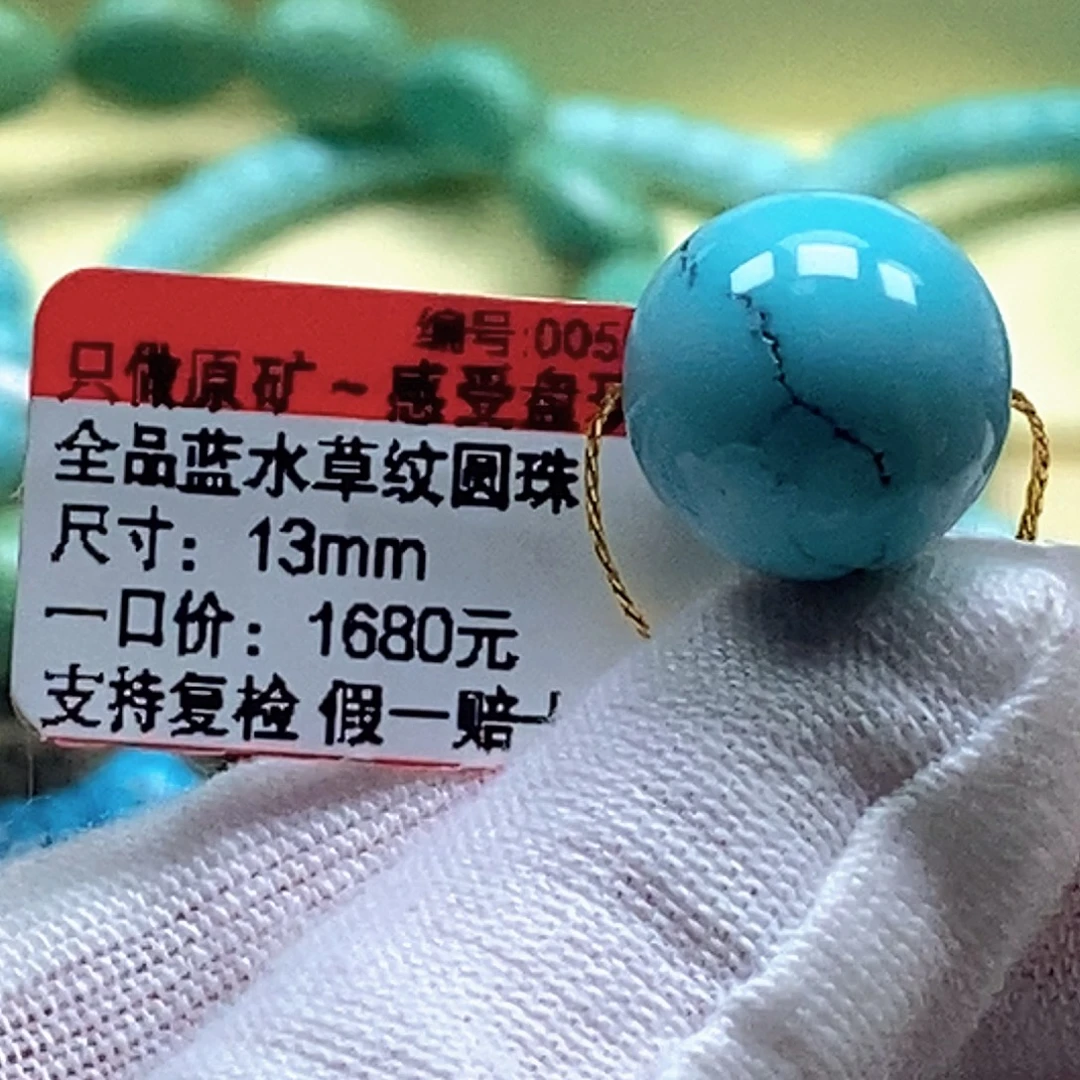 编号:005
只做原矿~感受盘
全品蓝水草纹圆珠
尺寸：13mm
一口价：1680元
支持复检 假一赔